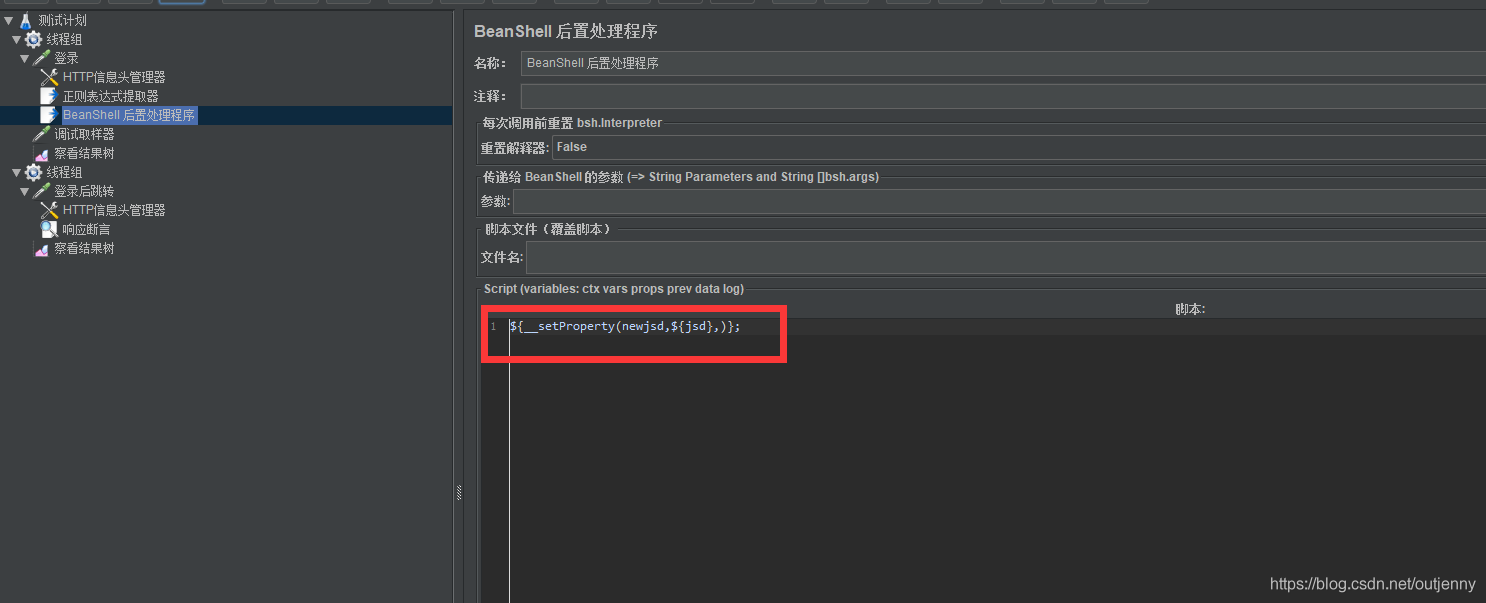 测试计划
线程组
登录
HTTP信息头管理器
正则表达式提取器
BeanShell 后置处理程序
调试取样器
察看结果树
线程组
登录后跳转
HTTP信息头管理器
响应断言
察看结果树
BeanShell 后置处理程序
名称: BeanShell 后置处理程序
注释:
每次调用前重置 bsh.Interpreter
重置解释器: False
传递给 BeanShell 的参数 (=> String Parameters and String []bsh.args)
参数:
脚本文件（覆盖脚本）
文件名:
Script (variables: ctx vars props prev data log)
脚本:
1 ${__setProperty(newjsd,${jsd},)};
https://blog.csdn.net/outjenny